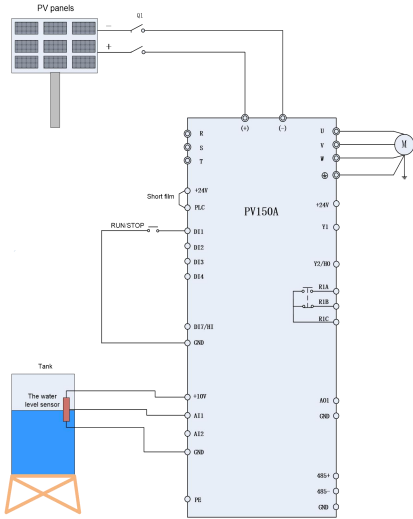 PV panels
−
Q1
+
(+)
(-)
R
S
T
U
V
W
M
+24V
Short film
PLC
PV150A
+24V
RUN/STOP
DI1
Y1
DI2
DI3
Y2/HO
DI4
R1A
R1B
R1C
DI7/HI
GND
Tank
The water
level sensor
+10V
AI1
AO1
GND
AI2
GND
485+
485-
PE
GND